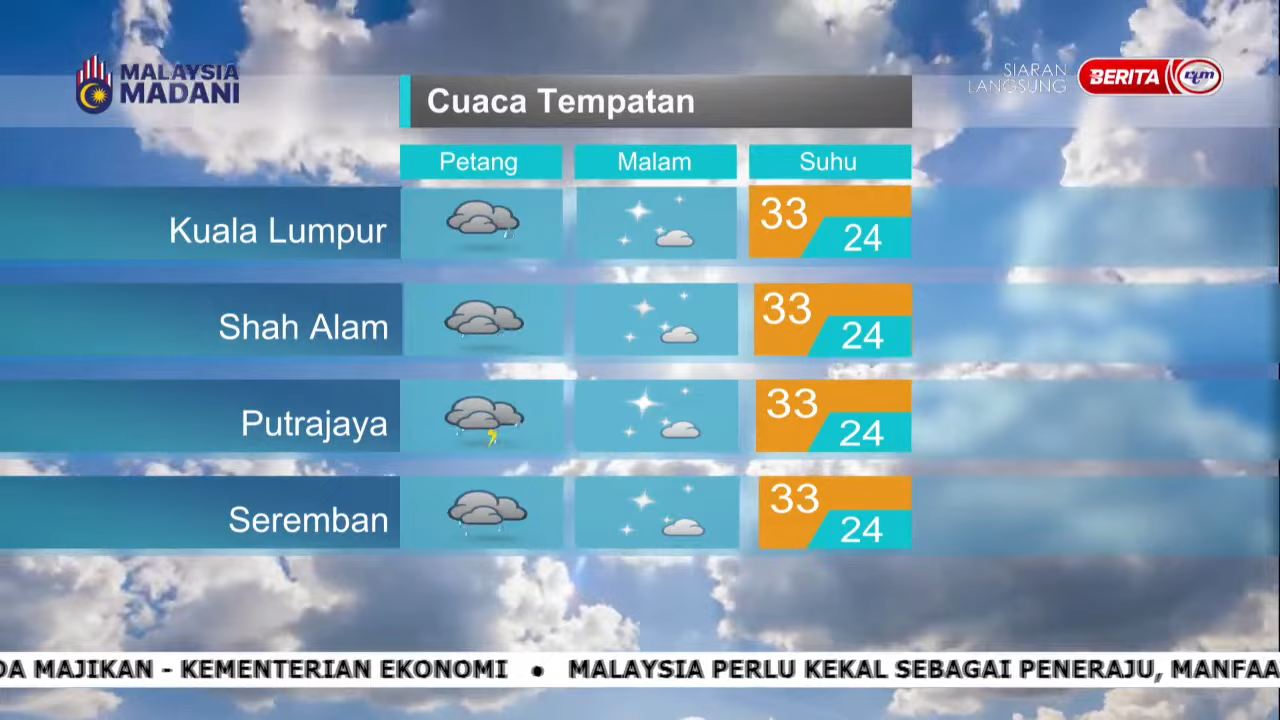 MALAYSIA
MADANI
SIARAN
LANGSUNG
BERITA rtm
Cuaca Tempatan
Petang Malam Suhu
Kuala Lumpur 33 24
Shah Alam 33 24
Putrajaya 33 24
Seremban 33 24
DA MAJIKAN - KEMENTERIAN EKONOMI • MALAYSIA PERLU KEKAL SEBAGAI PENERAJU, MANFAA